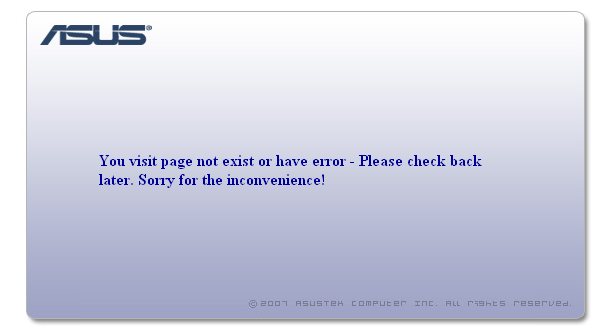 ASUS®
You visit page not exist or have error - Please check back
later. Sorry for the inconvenience!
©2007 ASUSTeK Computer Inc. All rights reserved.